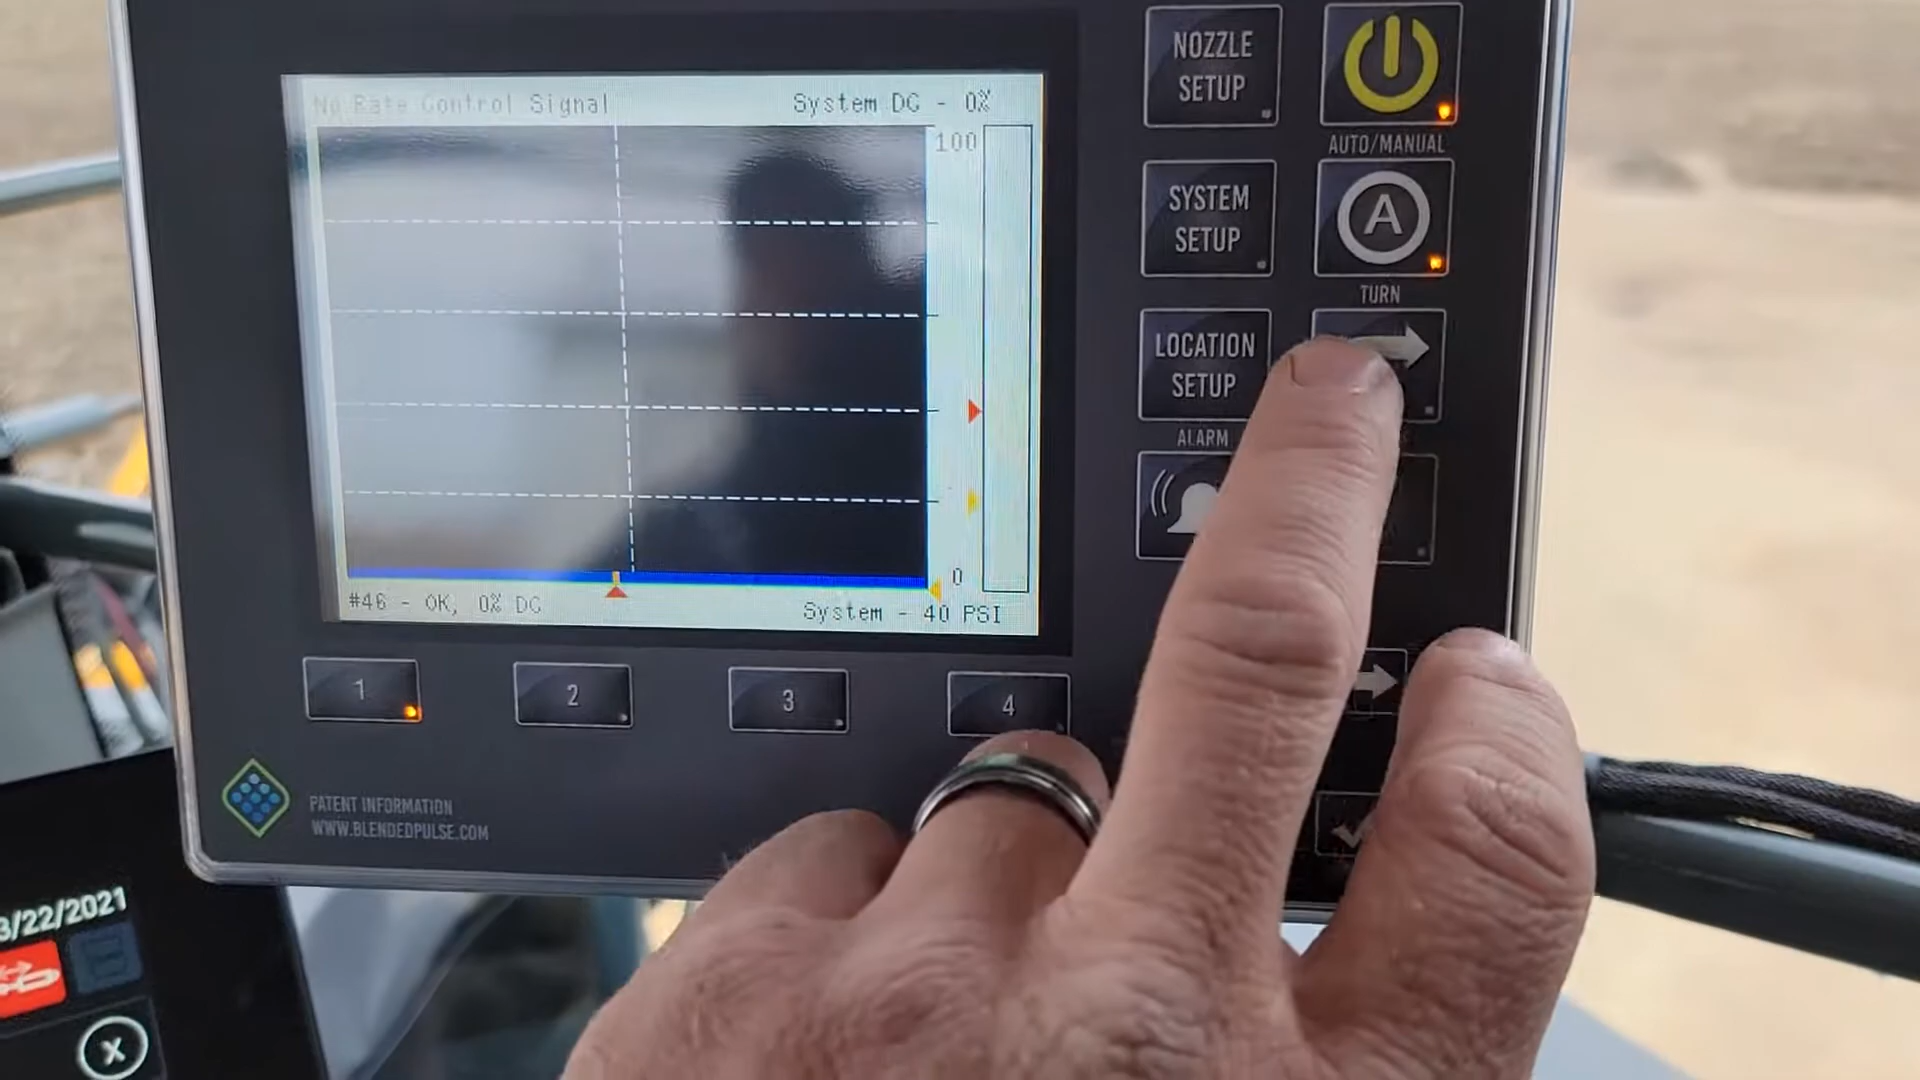 No Rate Control Signal
System DG - 0%
100
0
#46 - OK, 0% DC
System - 40 PSI
NOZZLE
SETUP
AUTO/MANUAL
SYSTEM
SETUP
A
TURN
LOCATION
SETUP
ALARM
1
2
3
4
PATENT INFORMATION
WWW.BLENDEDPULSE.COM
3/22/2021
X